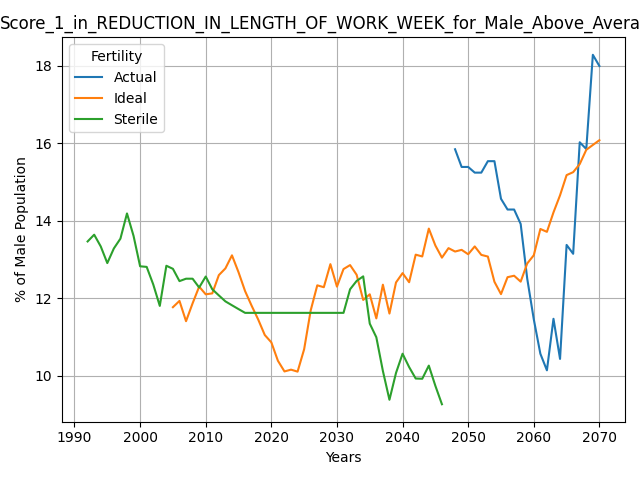 Score_1_in_REDUCTION_IN_LENGTH_OF_WORK_WEEK_for_Male_Above_Avera
Fertility
Actual
Ideal
Sterile
% of Male Population
18
16
14
12
10
1990 2000 2010 2020 2030 2040 2050 2060 2070
Years